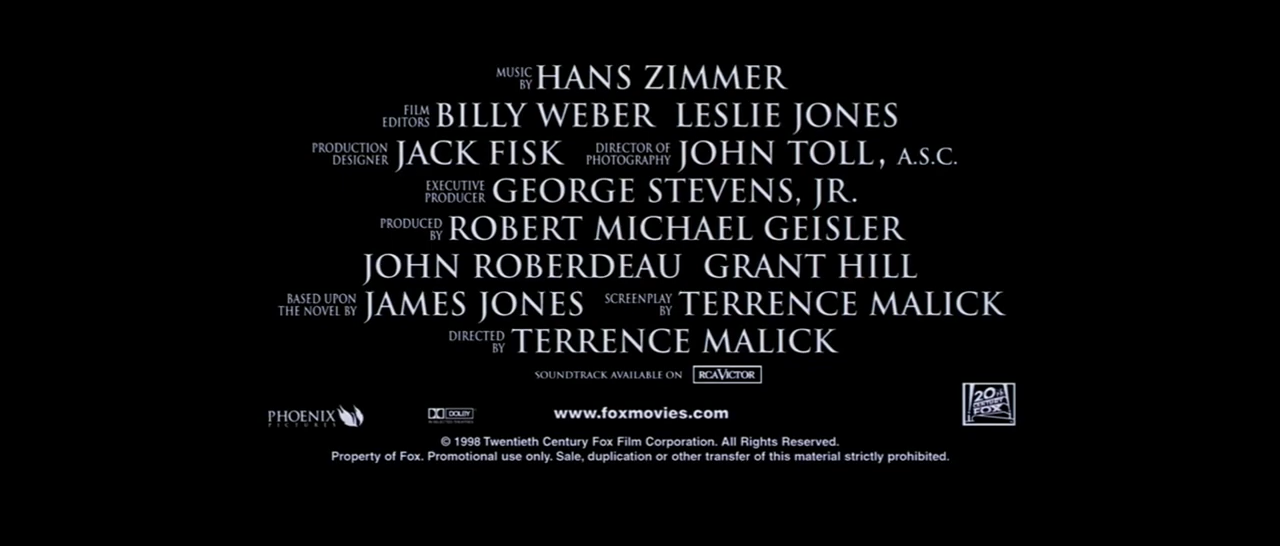 MUSIC BY HANS ZIMMER
FILM EDITORS BILLY WEBER LESLIE JONES
PRODUCTION DESIGNER JACK FISK DIRECTOR OF PHOTOGRAPHY JOHN TOLL, A.S.C.
EXECUTIVE PRODUCER GEORGE STEVENS, JR.
PRODUCED BY ROBERT MICHAEL GEISLER
JOHN ROBERDEAU GRANT HILL
BASED UPON THE NOVEL BY JAMES JONES SCREENPLAY BY TERRENCE MALICK
DIRECTED BY TERRENCE MALICK
SOUNDTRACK AVAILABLE ON RCA VICTOR
PHOENIX PICTURES DOLBY www.foxmovies.com 20th CENTURY FOX
© 1998 Twentieth Century Fox Film Corporation. All Rights Reserved.
Property of Fox. Promotional use only. Sale, duplication or other transfer of this material strictly prohibited.